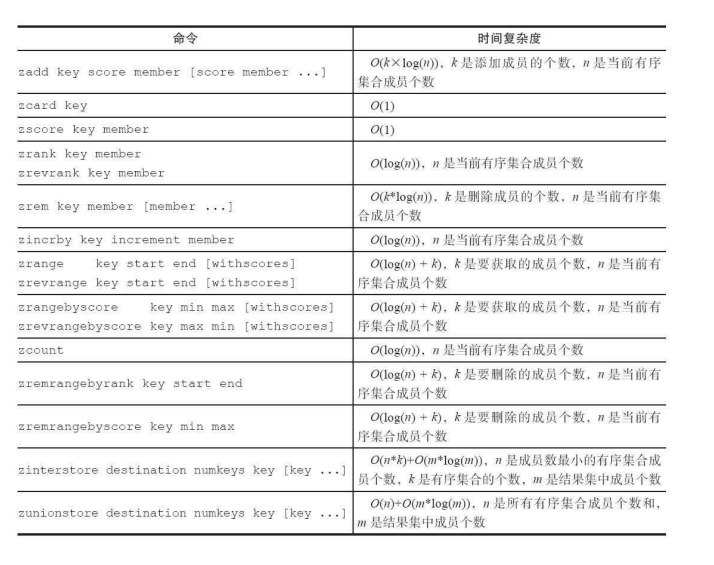 命令 时间复杂度
zadd key score member [score member ...] O(k×log(n))，k 是添加成员的个数，n 是当前有序
集合成员个数
zcard key O(1)
zscore key member O(1)
zrank key member
zrevrank key member
O(log(n))，n 是当前有序集合成员个数
zrem key member [member ...] O(k*log(n))，k 是删除成员的个数，n 是当前有序集
合成员个数
zincrby key increment member O(log(n))，n 是当前有序集合成员个数
zrange key start end [withscores] O(log(n) + k)，k 是要获取的成员个数，n 是当前有
zrevrange key start end [withscores] 序集合成员个数
zrangebyscore key min max [withscores] O(log(n) + k)，k 是要获取的成员个数，n 是当前有
zrevrangebyscore key max min [withscores] 序集合成员个数
zcount O(log(n))，n 是当前有序集合成员个数
zremrangebyrank key start end O(log(n) + k)，k 是要删除的成员个数，n 是当前有
序集合成员个数
zremrangebyscore key min max O(log(n) + k)，k 是要删除的成员个数，n 是当前有
序集合成员个数
zinterstore destination numkeys key [key ...] O(n*k)+O(m*log(m))，n 是成员数最小的有序集合成
员个数，k 是有序集合的个数，m 是结果集中成员个数
zunionstore destination numkeys key [key ...] O(n)+O(m*log(m))，n 是所有有序集合成员个数和，
m 是结果集中成员个数